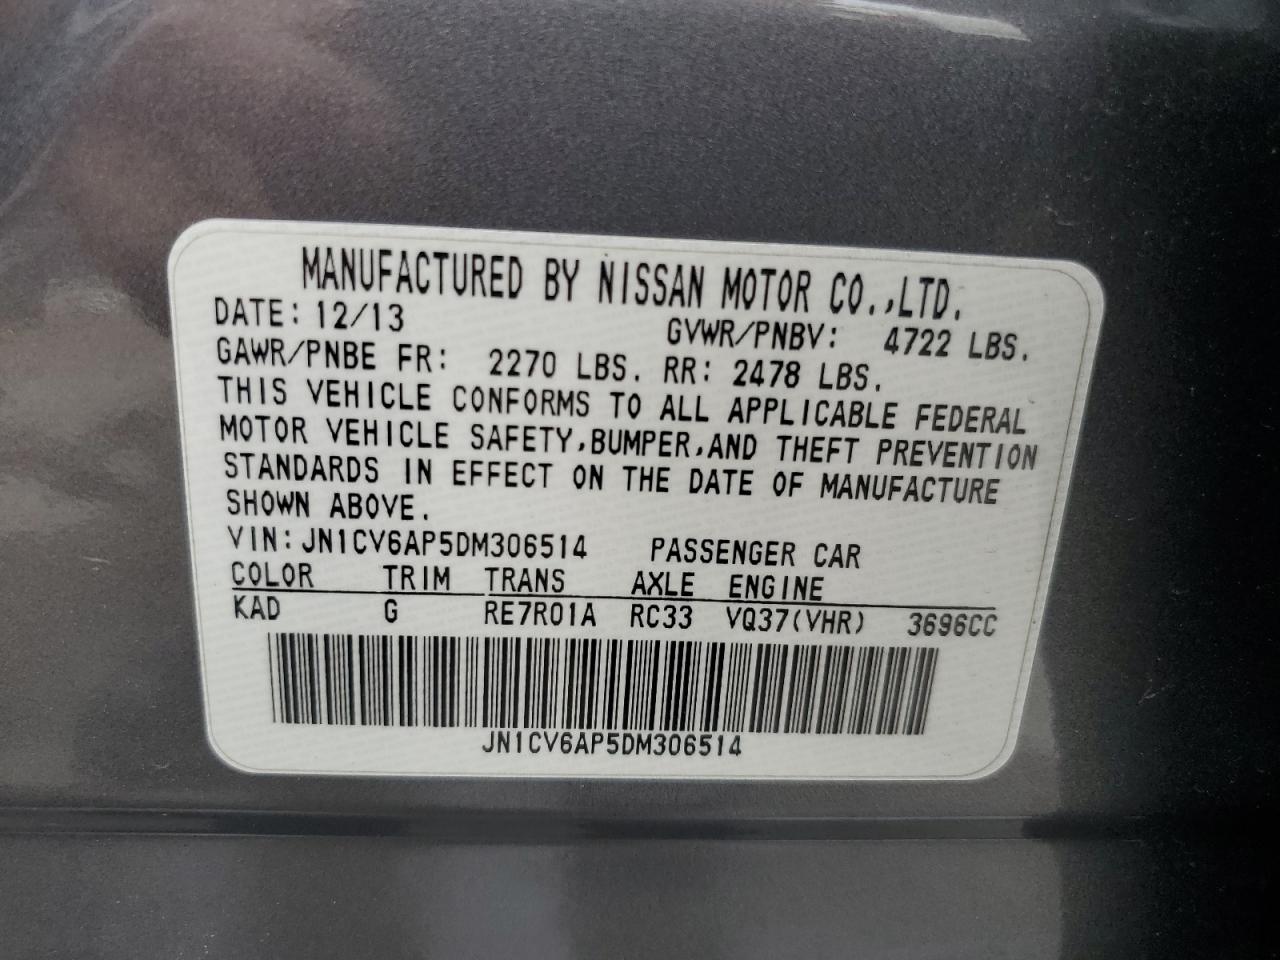 MANUFACTURED BY NISSAN MOTOR CO.,LTD.
DATE: 12/13 GVWR/PNBV: 4722 LBS.
GAWR/PNBE FR: 2270 LBS. RR: 2478 LBS.
THIS VEHICLE CONFORMS TO ALL APPLICABLE FEDERAL
MOTOR VEHICLE SAFETY,BUMPER,AND THEFT PREVENTION
STANDARDS IN EFFECT ON THE DATE OF MANUFACTURE
SHOWN ABOVE.
VIN: JN1CV6AP5DM306514 PASSENGER CAR
COLOR TRIM TRANS AXLE ENGINE
KAD G RE7R01A RC33 VQ37(VHR) 3696CC
JN1CV6AP5DM306514